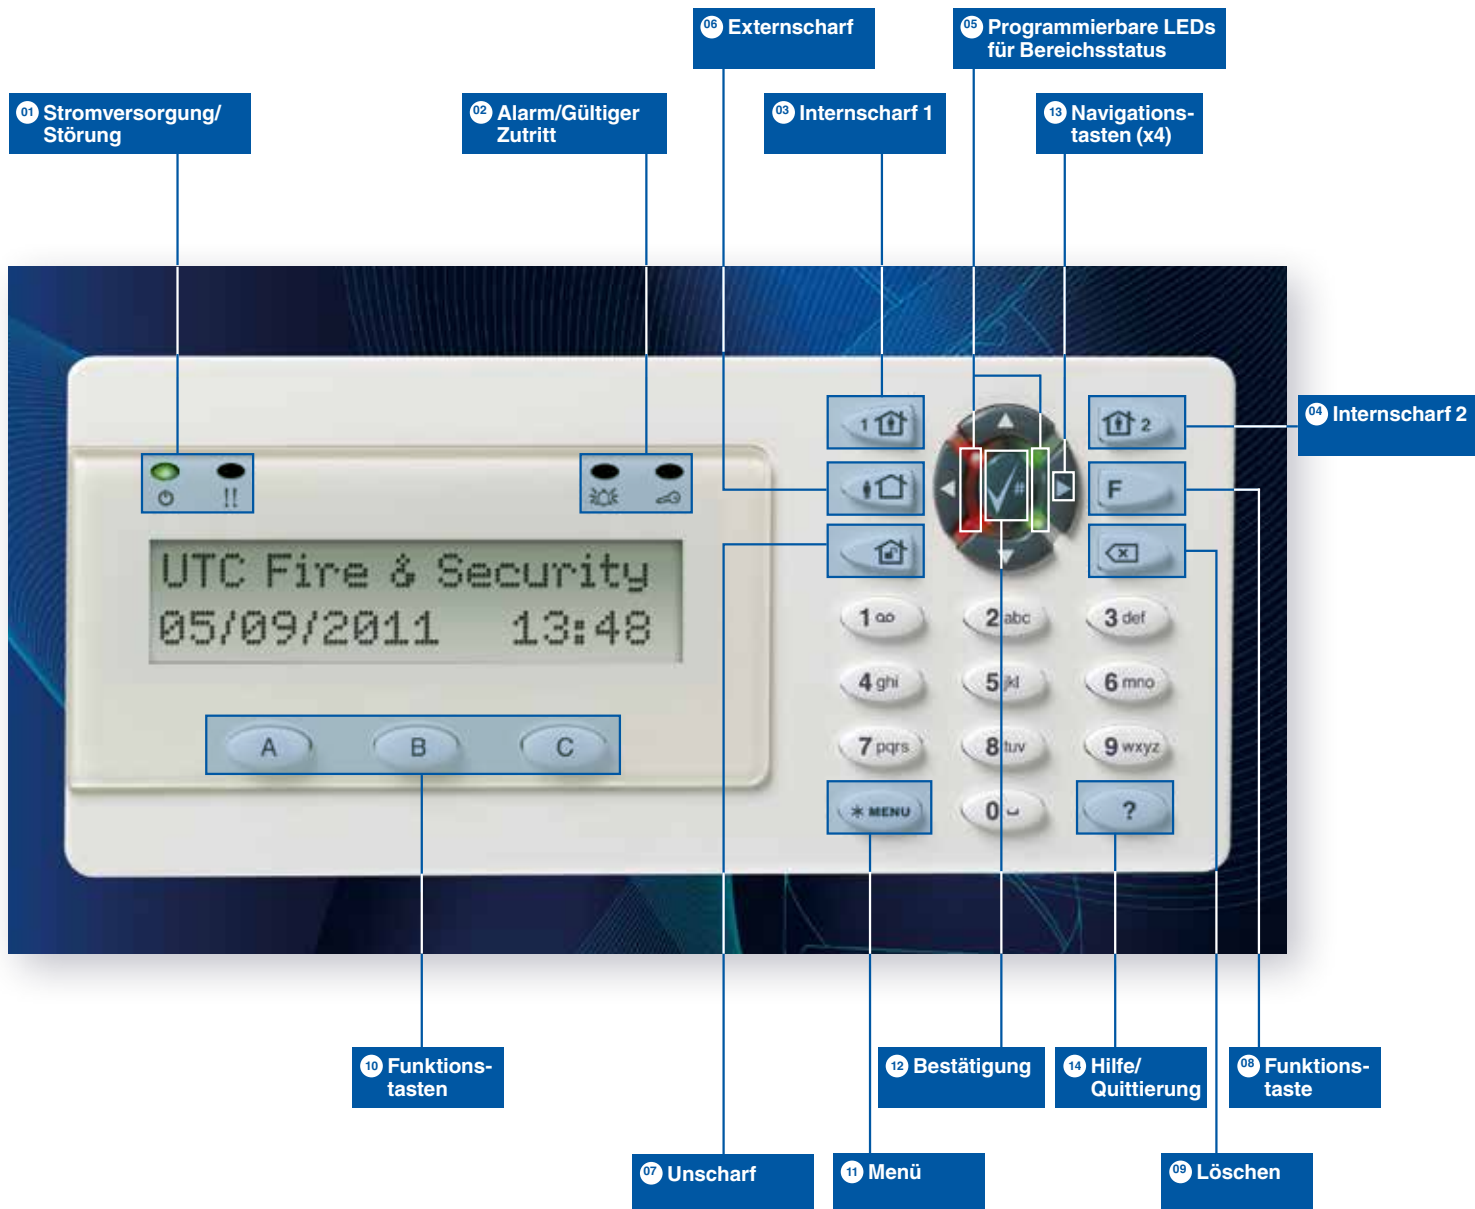 06 Externscharf
05 Programmierbare LEDs
für Bereichsstatus
01 Stromversorgung/
Störung
02 Alarm/Gültiger
Zutritt
03 Internscharf 1
13 Navigations-
tasten (x4)
04 Internscharf 2
1
2
F
#
!!
UTC Fire & Security
05/09/2011 13:48
A B C
1 2 abc 3 def
4 ghi 5 jkl 6 mno
7 pqrs 8 tuv 9 wxyz
* MENU 0 ?
10 Funktions-
tasten
12 Bestätigung
14 Hilfe/
Quittierung
08 Funktions-
taste
07 Unscharf
11 Menü
09 Löschen